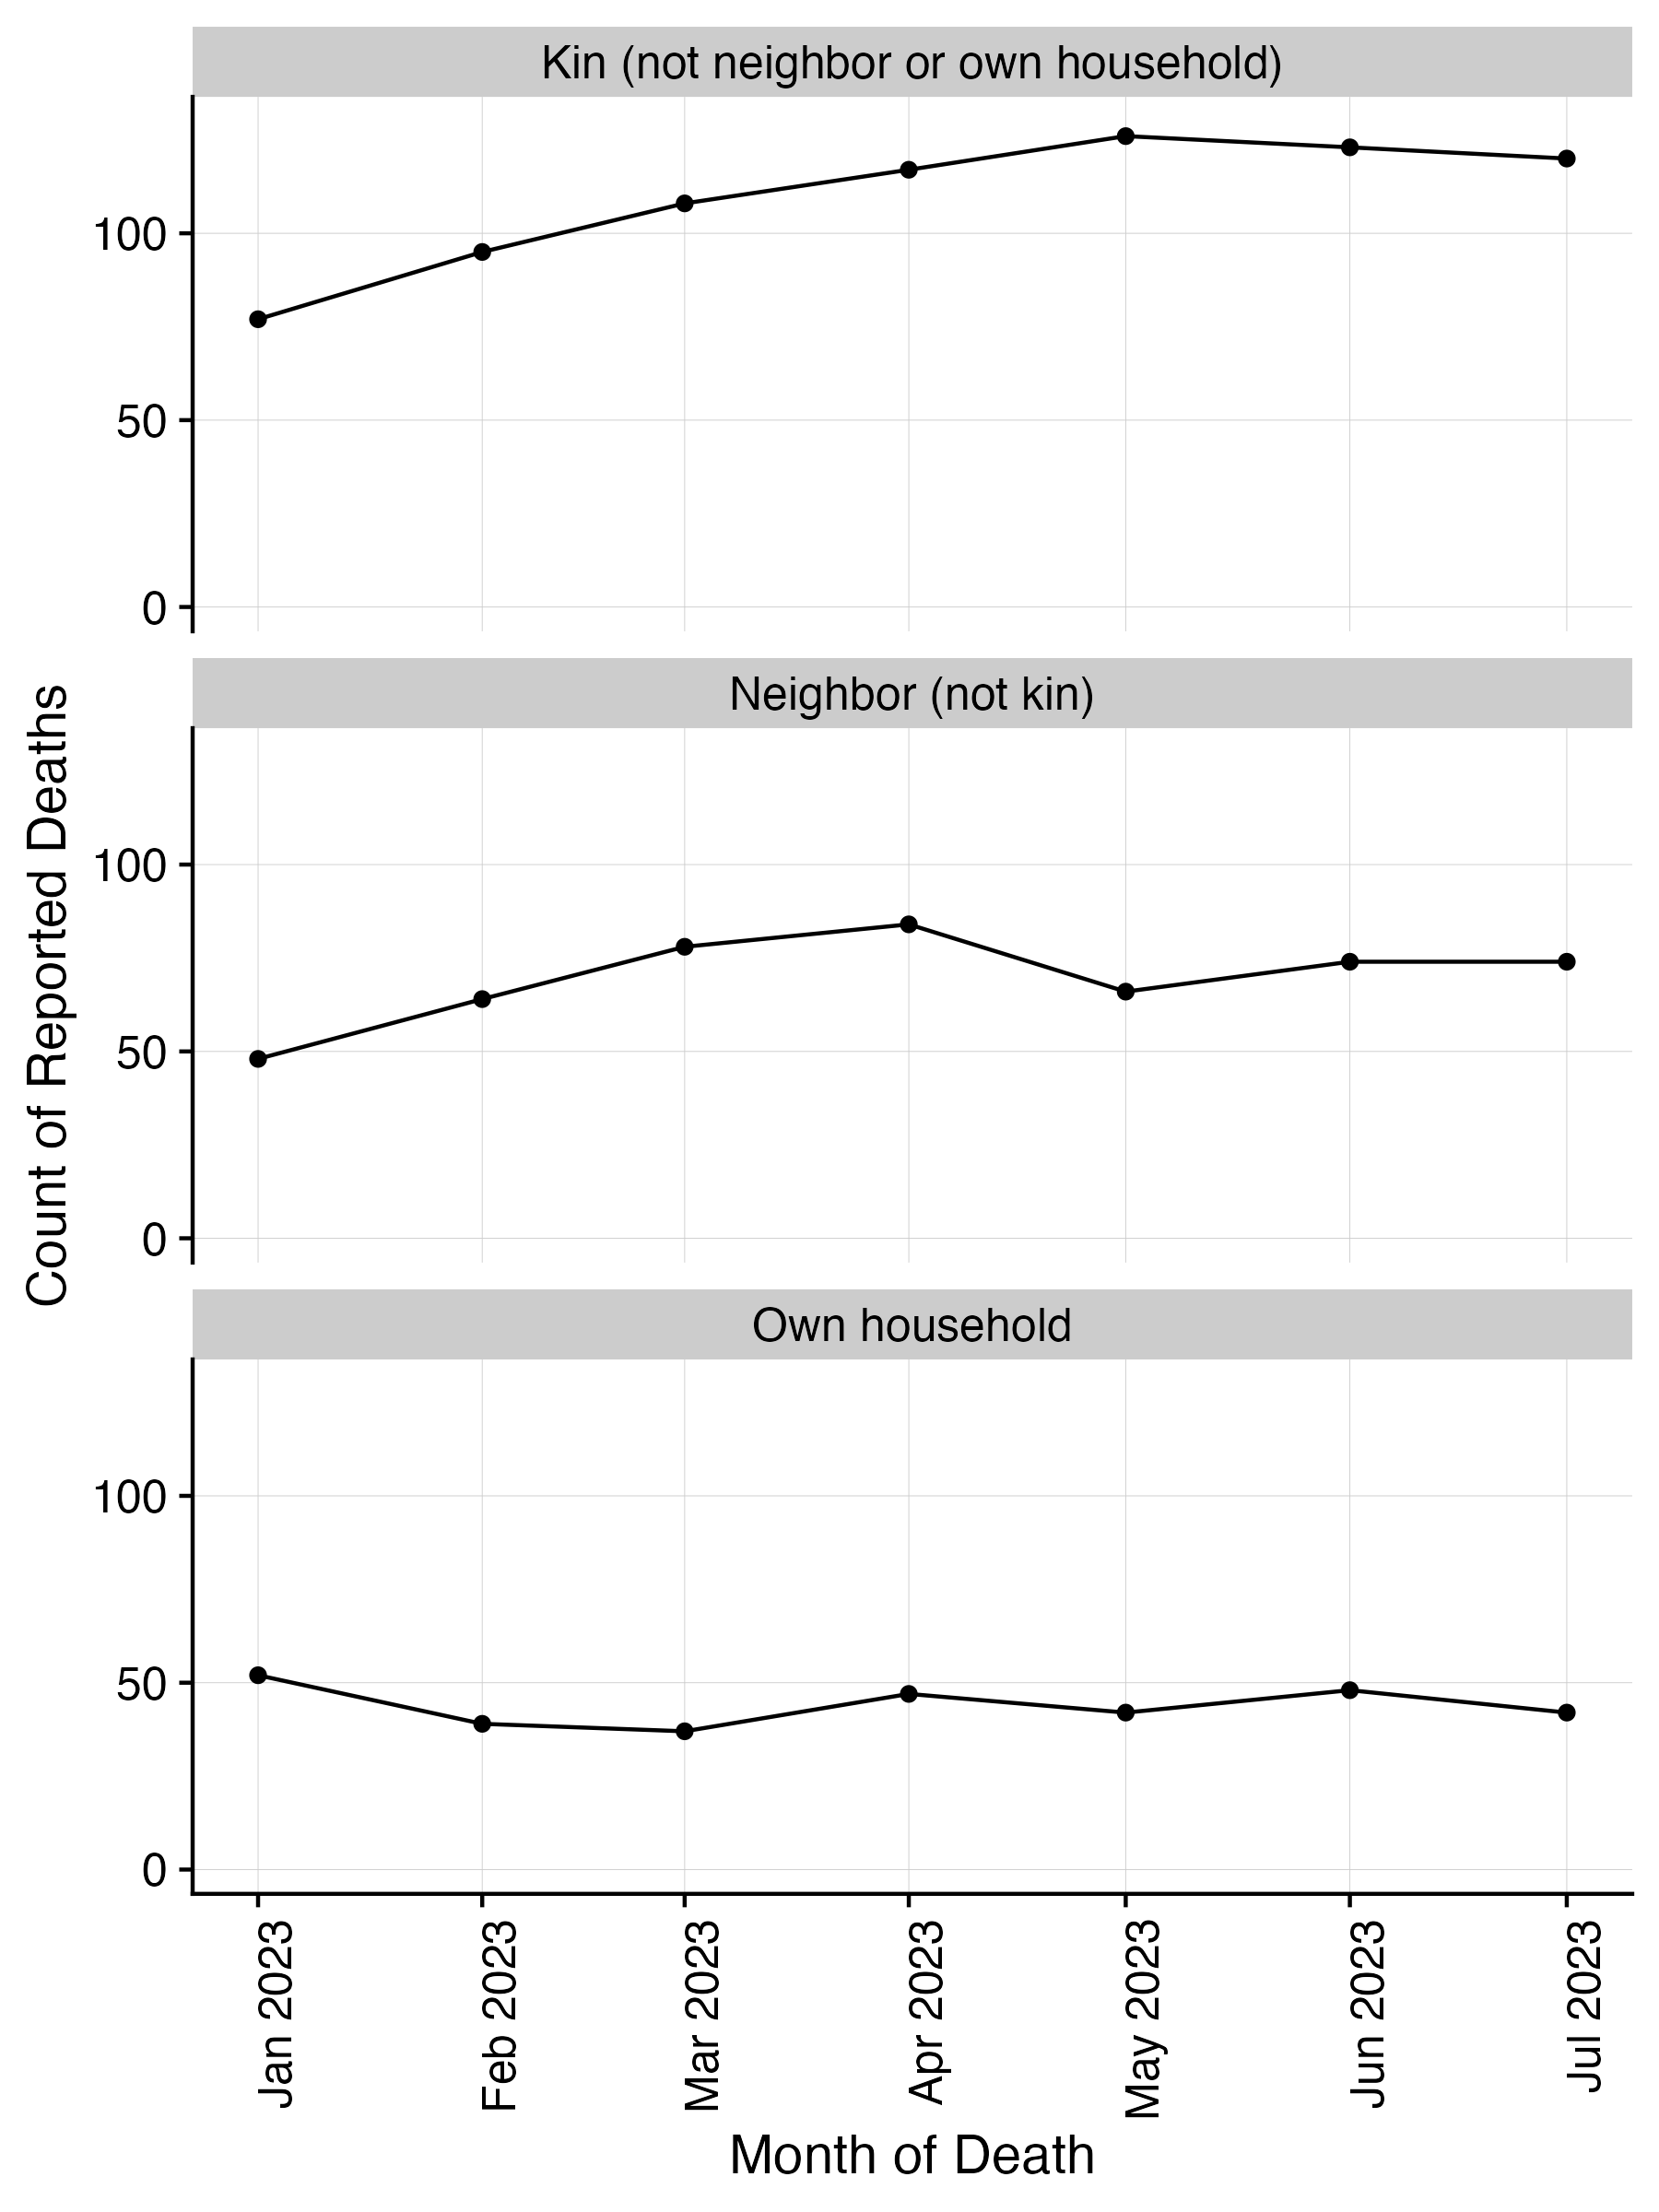 Kin (not neighbor or own household)
100
50
0
Neighbor (not kin)
100
50
0
Own household
100
50
0
Count of Reported Deaths
Jan 2023
Feb 2023
Mar 2023
Apr 2023
May 2023
Jun 2023
Jul 2023
Month of Death